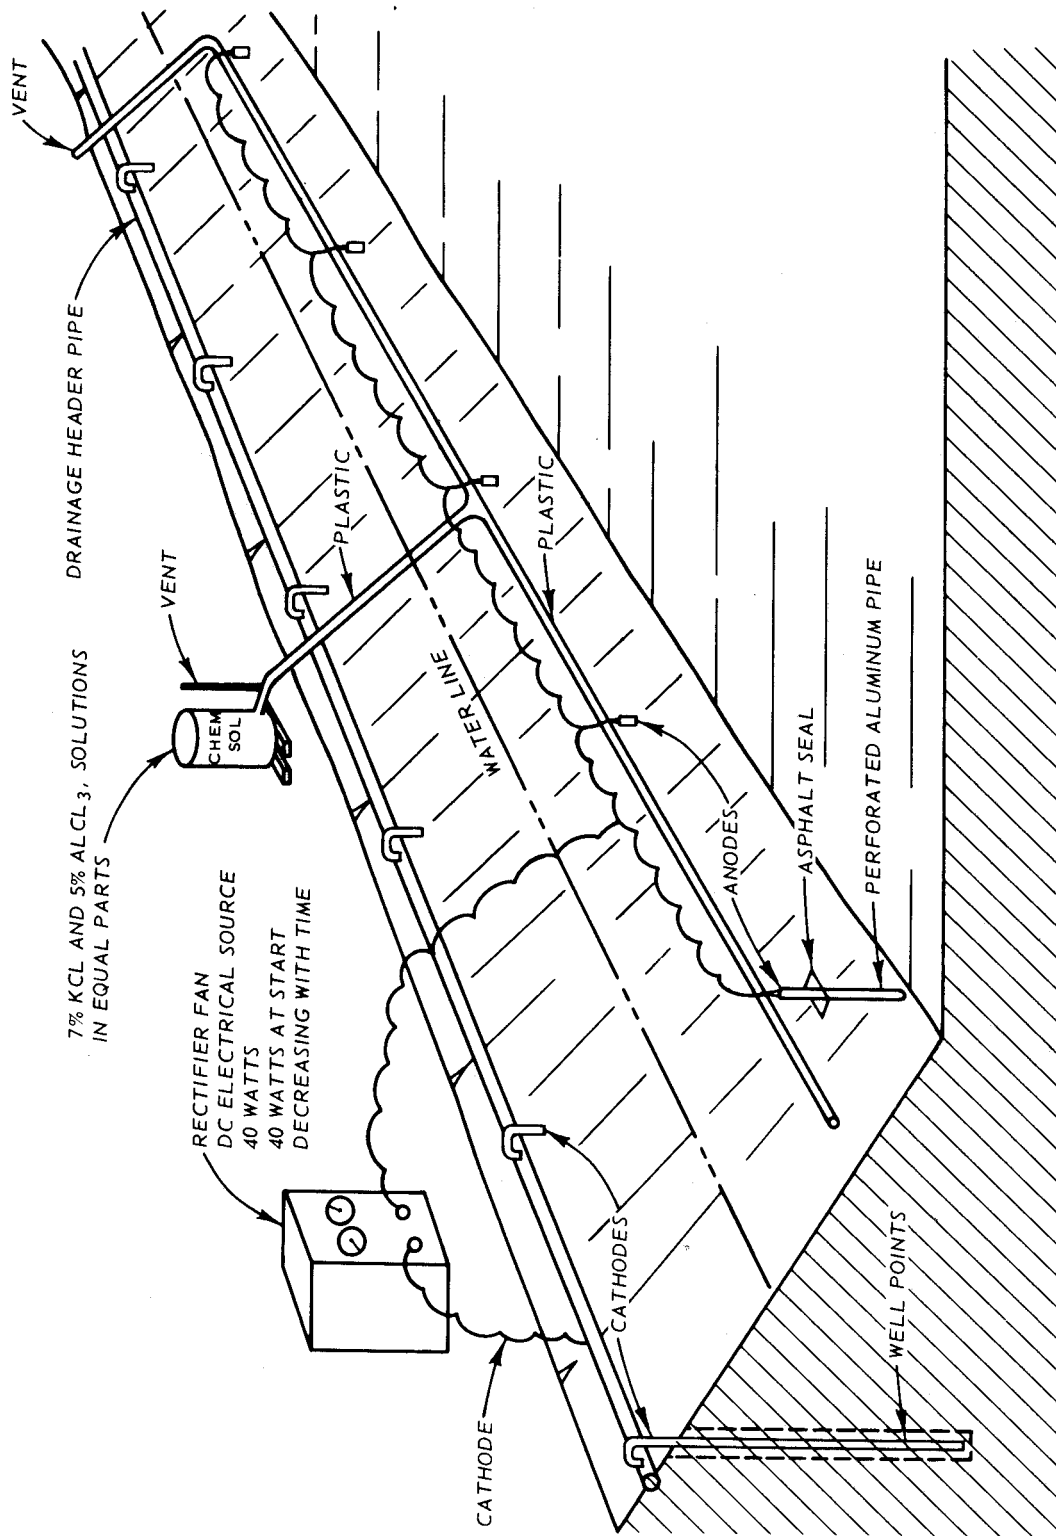 VENT
DRAINAGE HEADER PIPE
VENT
7% KCL AND 5% ALCL3, SOLUTIONS
IN EQUAL PARTS
CHEM
SOL
RECTIFIER FAN
DC ELECTRICAL SOURCE
40 WATTS
40 WATTS AT START
DECREASING WITH TIME
PLASTIC
PLASTIC
WATER LINE
ANODES
ASPHALT SEAL
PERFORATED ALUMINUM PIPE
CATHODE
CATHODES
WELL POINTS